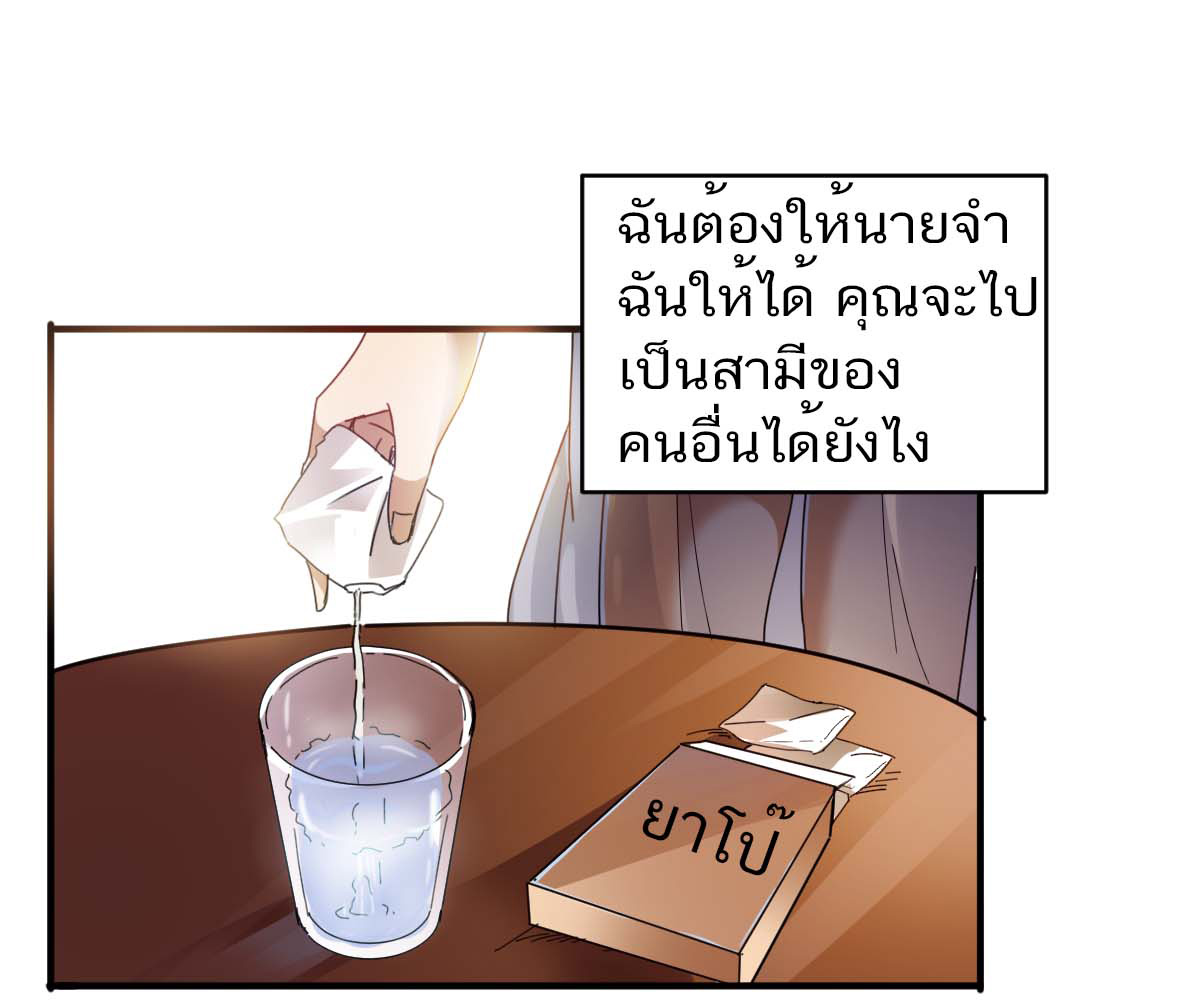 ฉันต้องให้นายจำ
ฉันให้ได้ คุณจะไป
เป็นสามีของ
คนอื่นได้ยังไง
ยาโป๊